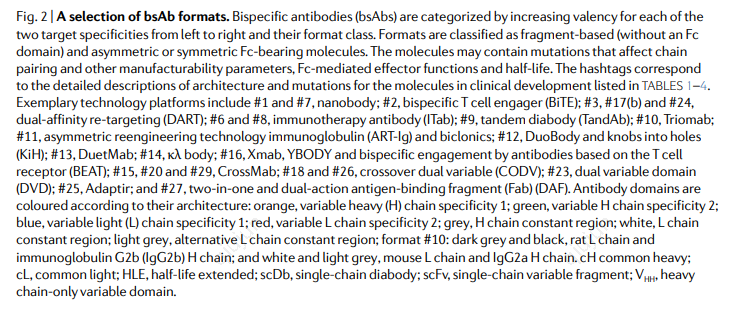 Fig. 2 | A selection of bsAb formats. Bispecific antibodies (bsAbs) are categorized by increasing valency for each of the
two target specificities from left to right and their format class. Formats are classified as fragment-based (without an Fc
domain) and asymmetric or symmetric Fc-bearing molecules. The molecules may contain mutations that affect chain
pairing and other manufacturability parameters, Fc-mediated effector functions and half-life. The hashtags correspond
to the detailed descriptions of architecture and mutations for the molecules in clinical development listed in TABLES 1–4.
Exemplary technology platforms include #1 and #7, nanobody; #2, bispecific T cell engager (BiTE); #3, #17(b) and #24,
dual-affinity re-targeting (DART); #6 and #8, immunotherapy antibody (ITab); #9, tandem diabody (TandAb); #10, Triomab;
#11, asymmetric reengineering technology immunoglobulin (ART-Ig) and biclonics; #12, DuoBody and knobs into holes
(KiH); #13, DuetMab; #14, κλ body; #16, Xmab, YBODY and bispecific engagement by antibodies based on the T cell
receptor (BEAT); #15, #20 and #29, CrossMab; #18 and #26, crossover dual variable (CODV); #23, dual variable domain
(DVD); #25, Adaptir; and #27, two-in-one and dual-action antigen-binding fragment (Fab) (DAF). Antibody domains are
coloured according to their architecture: orange, variable heavy (H) chain specificity 1; green, variable H chain specificity 2;
blue, variable light (L) chain specificity 1; red, variable L chain specificity 2; grey, H chain constant region; white, L chain
constant region; light grey, alternative L chain constant region; format #10: dark grey and black, rat L chain and
immunoglobulin G2b (IgG2b) H chain; and white and light grey, mouse L chain and IgG2a H chain. cH common heavy;
cL, common light; HLE, half-life extended; scDb, single-chain diabody; scFv, single-chain variable fragment; VHH, heavy
chain-only variable domain.